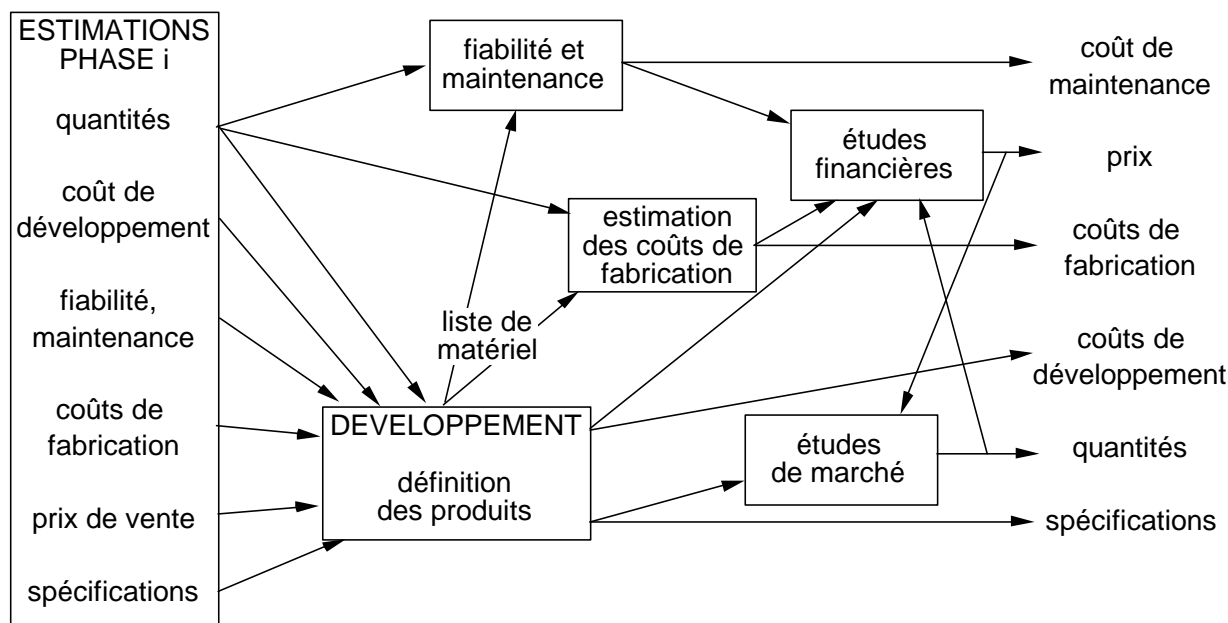 ESTIMATIONS
PHASE i
quantités
coût de
développement
fiabilité,
maintenance
coûts de
fabrication
prix de vente
spécifications
fiabilité et
maintenance
études
financières
estimation
des coûts de
fabrication
liste de
matériel
DEVELOPPEMENT
définition
des produits
études
de marché
coût de
maintenance
prix
coûts de
fabrication
coûts de
développement
quantités
spécifications